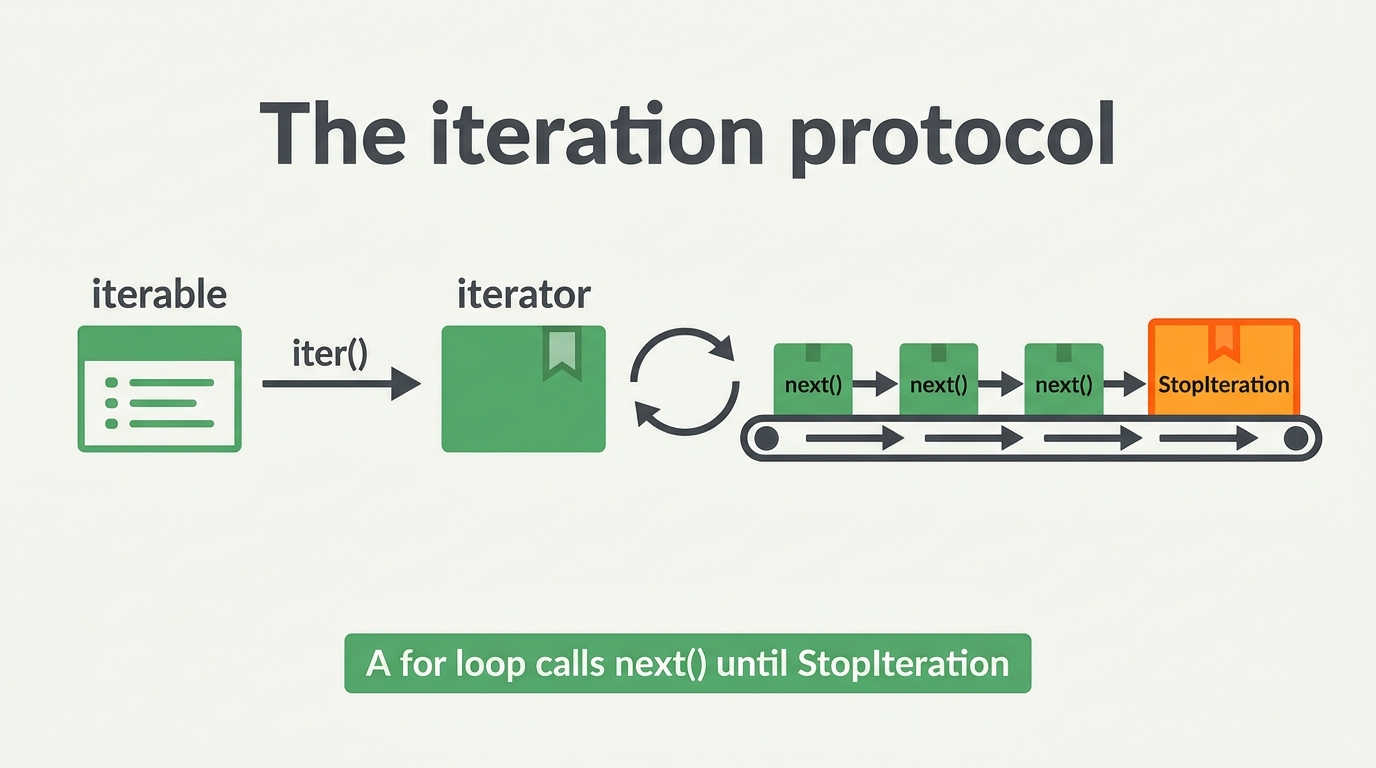 The iteration protocol
iterable
iter()
iterator
next()
next()
next()
StopIteration
A for loop calls next() until StopIteration